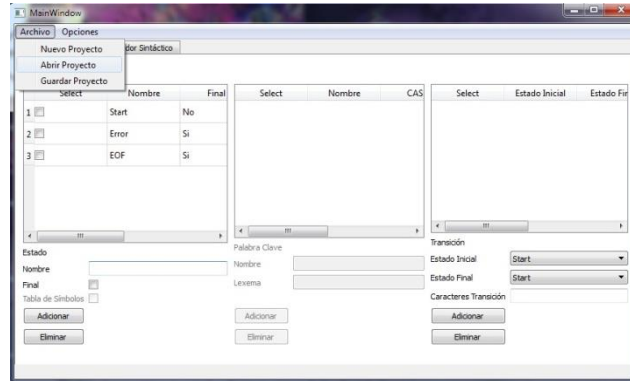 MainWindow
Archivo Opciones
Nuevo Proyecto
dor Sintáctico
Abrir Proyecto
Guardar Proyecto
Select Nombre Final
1 Start No
2 Error Si
3 EOF Si
Select Nombre CAS
Select Estado Inicial Estado Fir
Estado
Nombre
Final
Tabla de Símbolos
Adicionar
Eliminar
Palabra Clave
Nombre
Lexema
Adicionar
Eliminar
Transición
Estado Inicial Start
Estado Final Start
Caracteres Transición
Adicionar
Eliminar